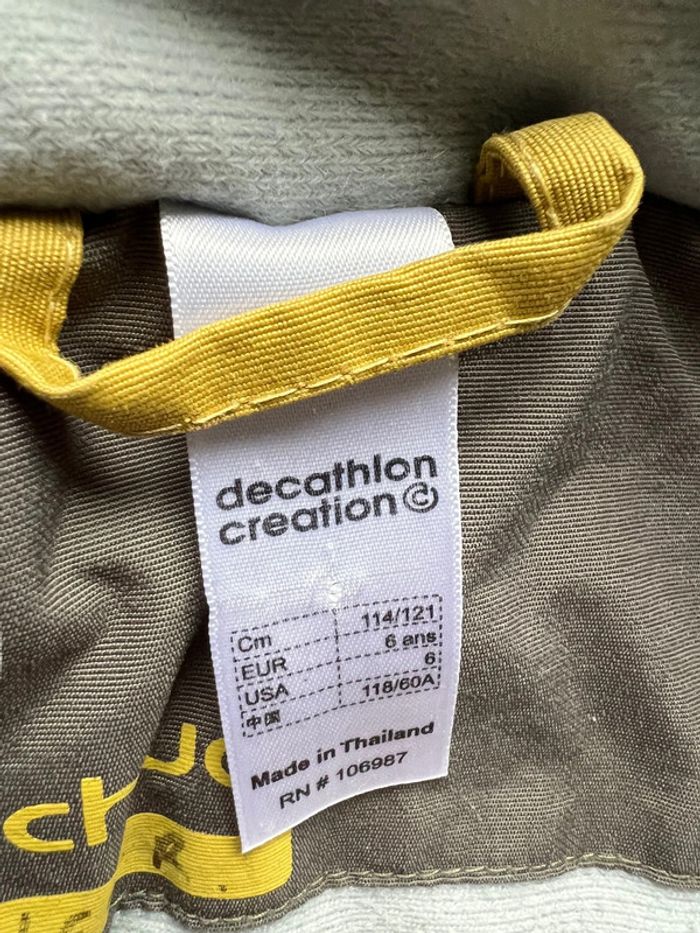 decathlon
creation©
Cm 114/121
EUR 6 ans
USA 6
中国 118/60A
Made in Thailand
RN # 106987
R